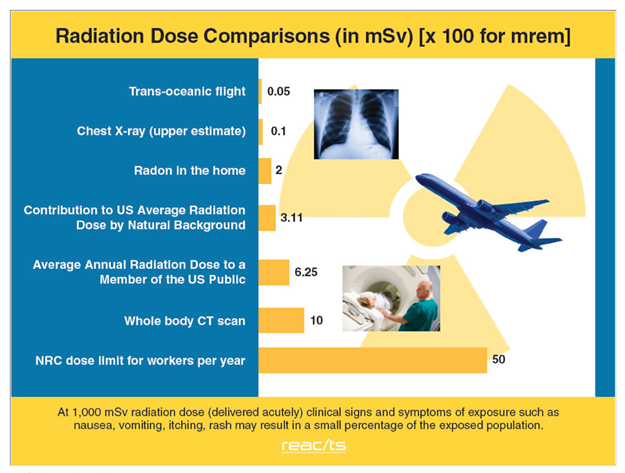 Radiation Dose Comparisons (in mSv) [x 100 for mrem]
Trans-oceanic flight 0.05
Chest X-ray (upper estimate) 0.1
Radon in the home 2
Contribution to US Average Radiation
Dose by Natural Background 3.11
Average Annual Radiation Dose to a
Member of the US Public 6.25
Whole body CT scan 10
NRC dose limit for workers per year 50
At 1,000 mSv radiation dose (delivered acutely) clinical signs and symptoms of exposure such as
nausea, vomiting, itching, rash may result in a small percentage of the exposed population.
reac/ts